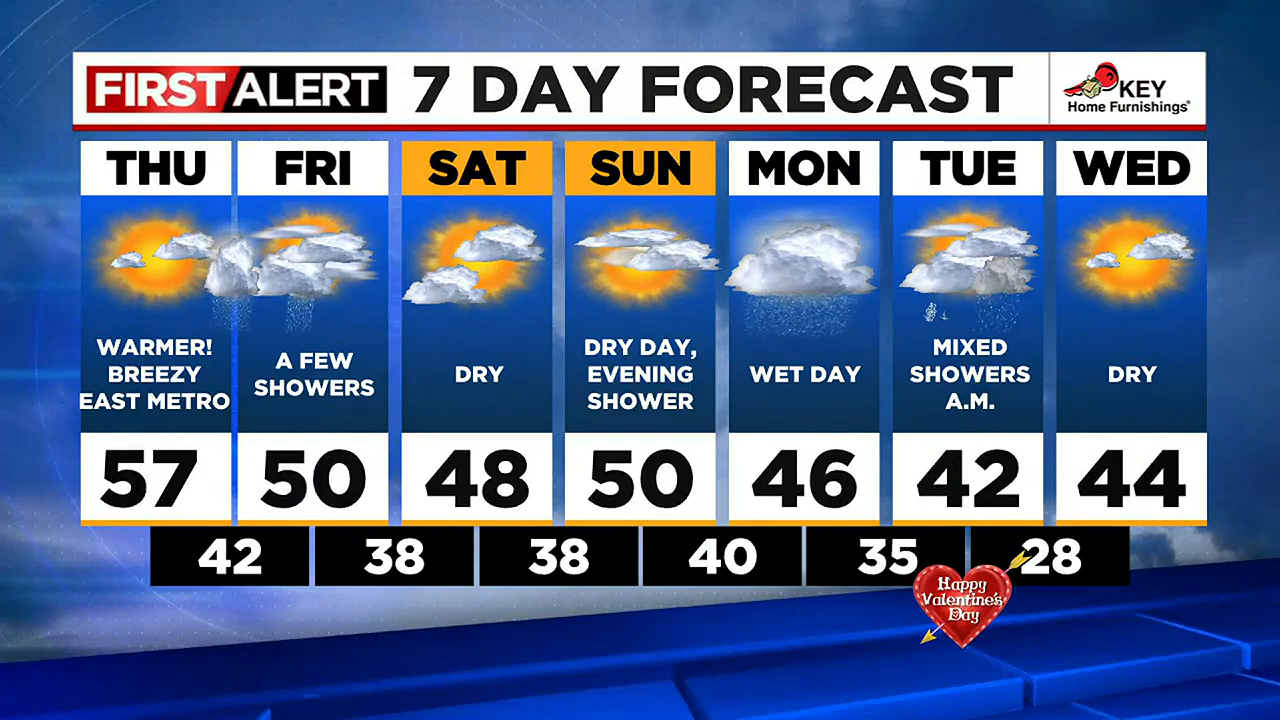 FIRST ALERT 7 DAY FORECAST
KEY
Home Furnishings®
THU FRI SAT SUN MON TUE WED
WARMER!
BREEZY
EAST METRO
A FEW
SHOWERS
DRY
DRY DAY,
EVENING
SHOWER
WET DAY
MIXED
SHOWERS
A.M.
DRY
57 50 48 50 46 42 44
42 38 38 40 35 28
Happy
Valentine's
Day